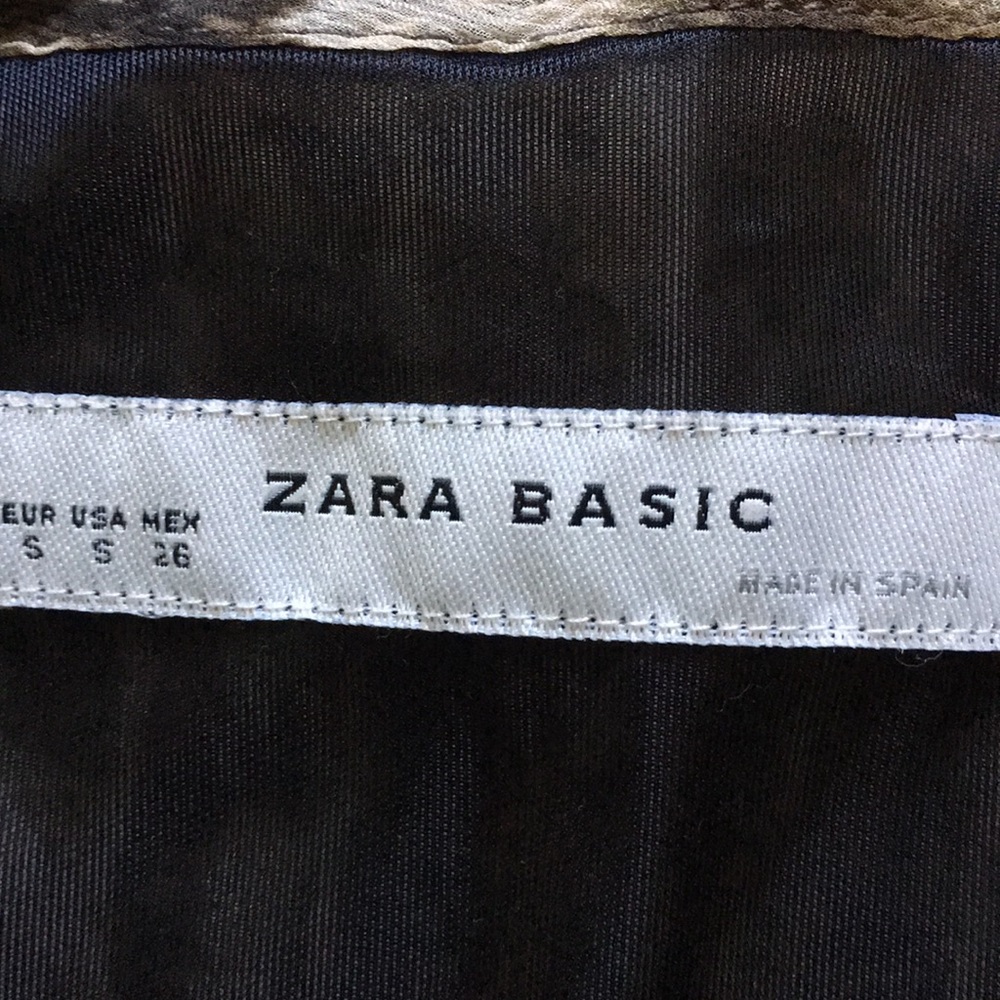 ZARA BASIC
EUR USA MEX
S S 26
MADE IN SPAIN